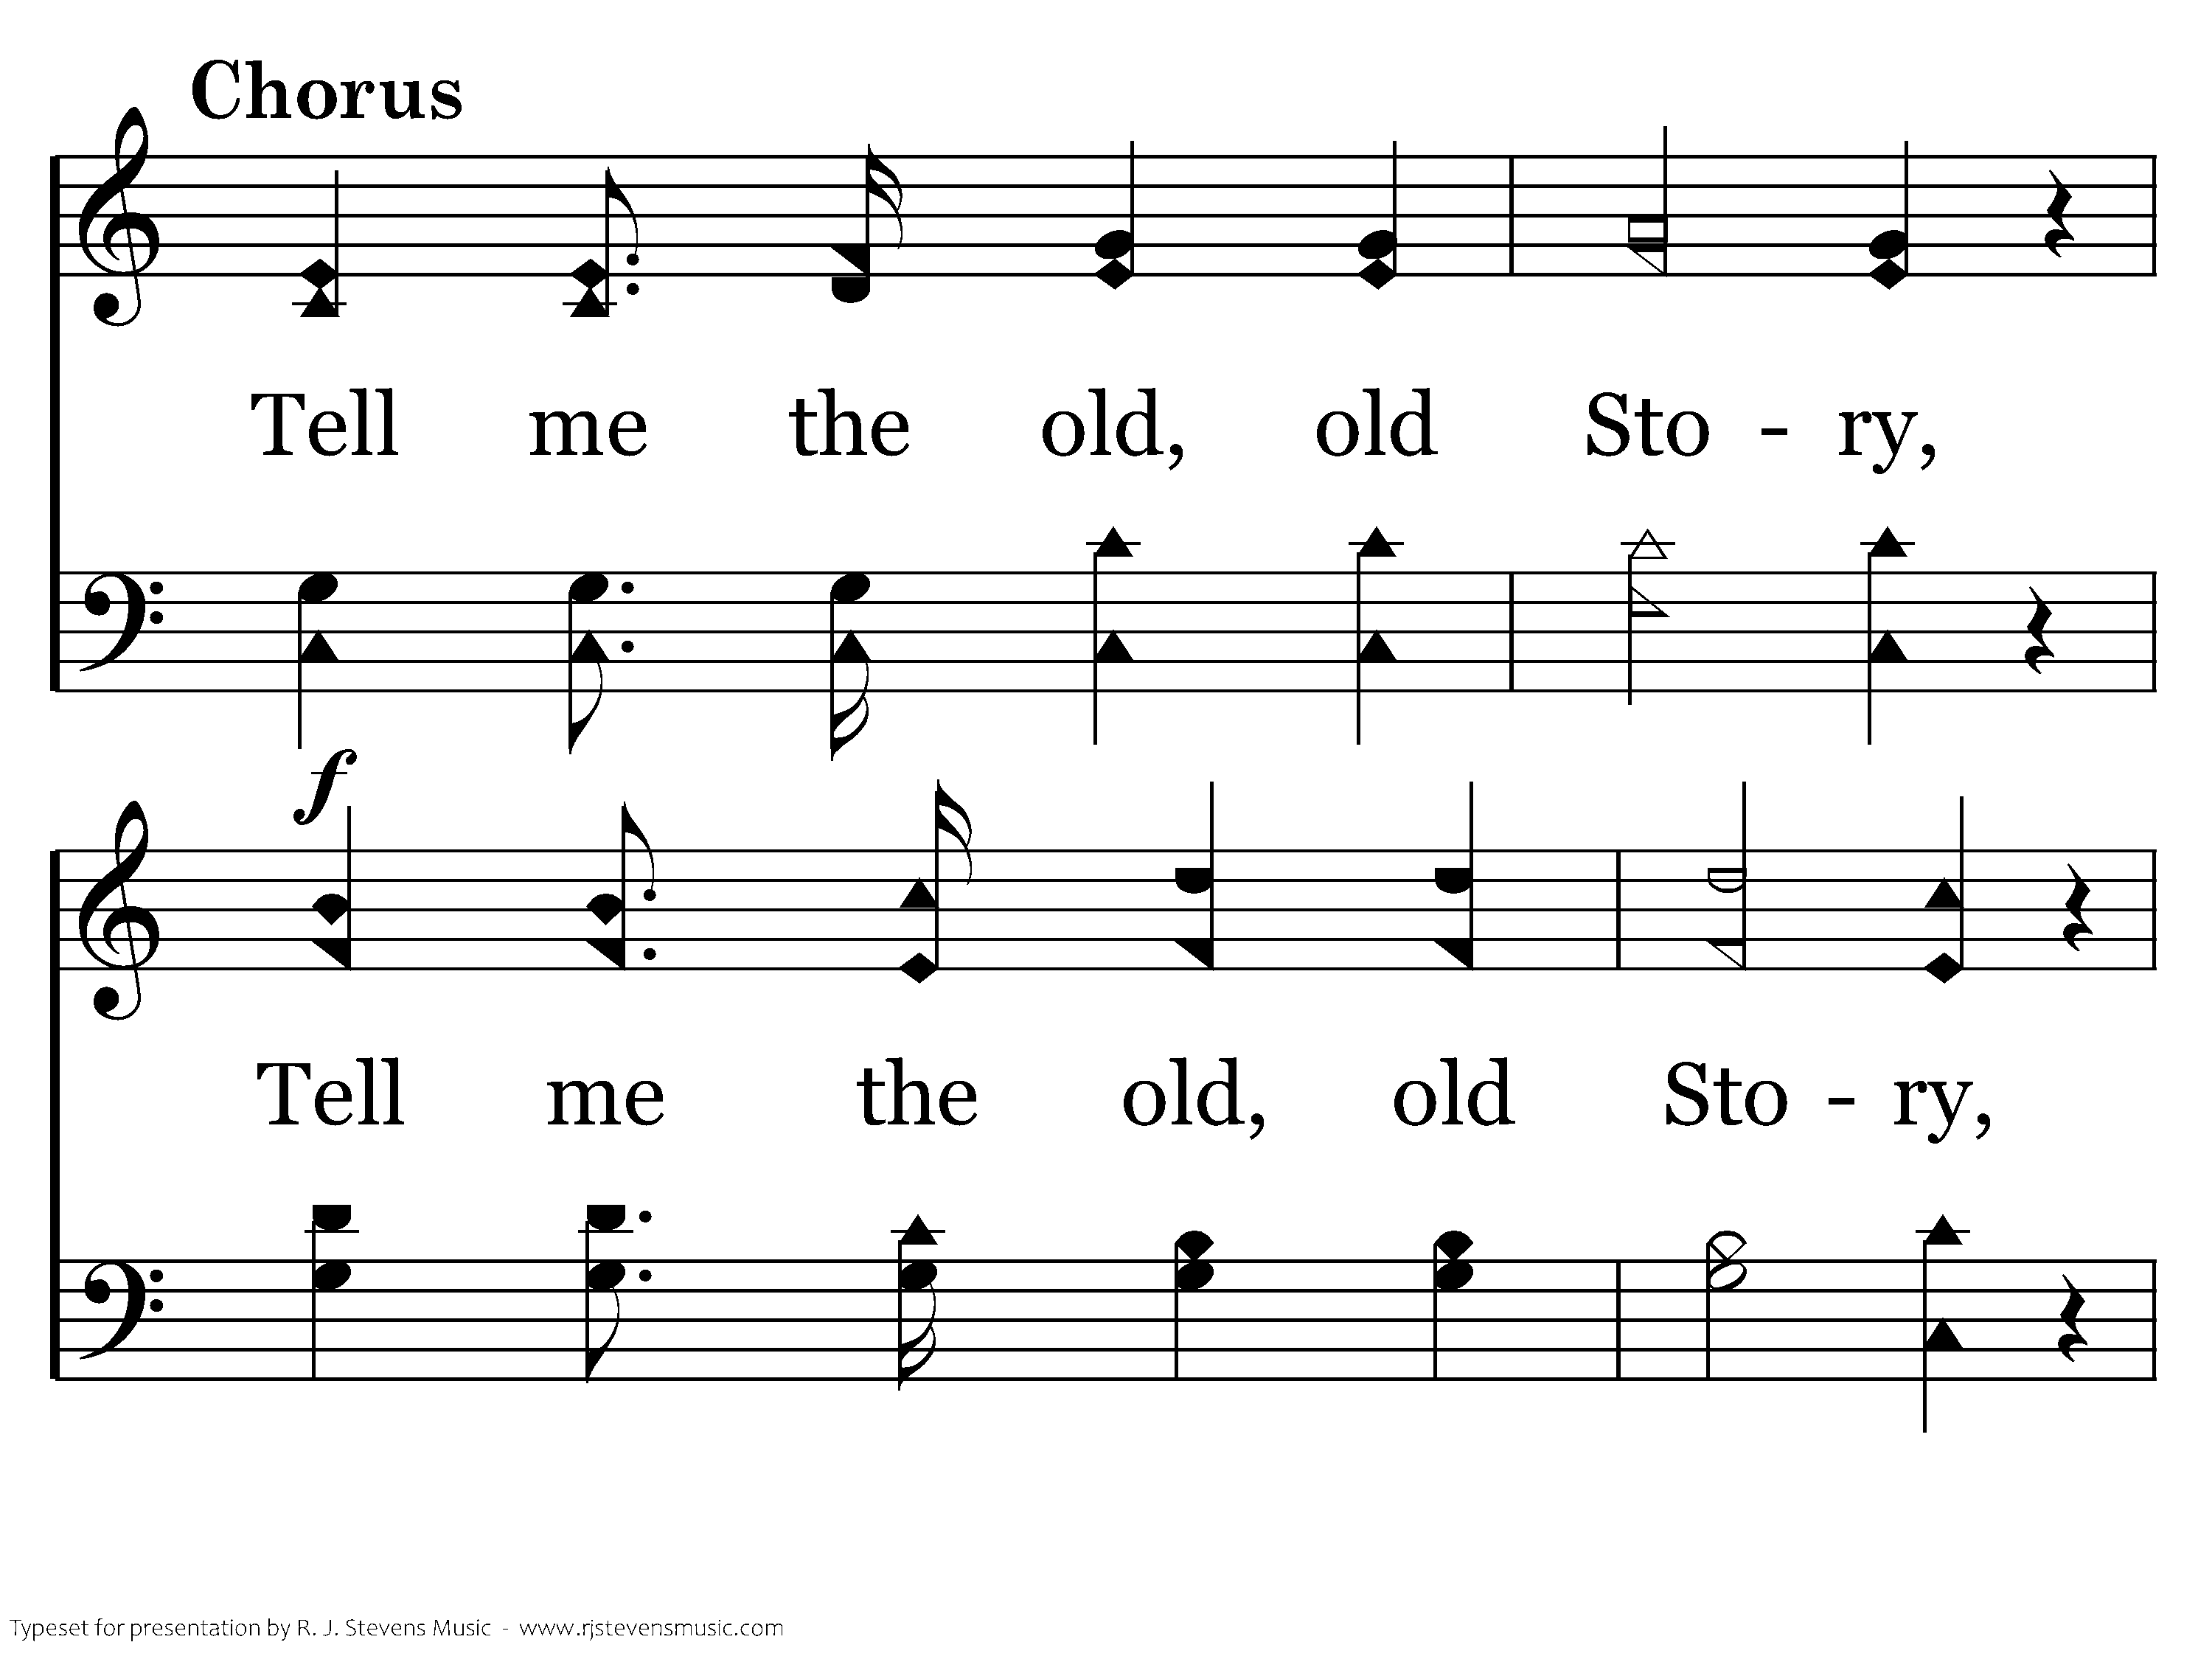 Chorus
Tell me the old, old Sto - ry,
f
Tell me the old, old Sto - ry,
Typeset for presentation by R. J. Stevens Music - www.rjstevensmusic.com